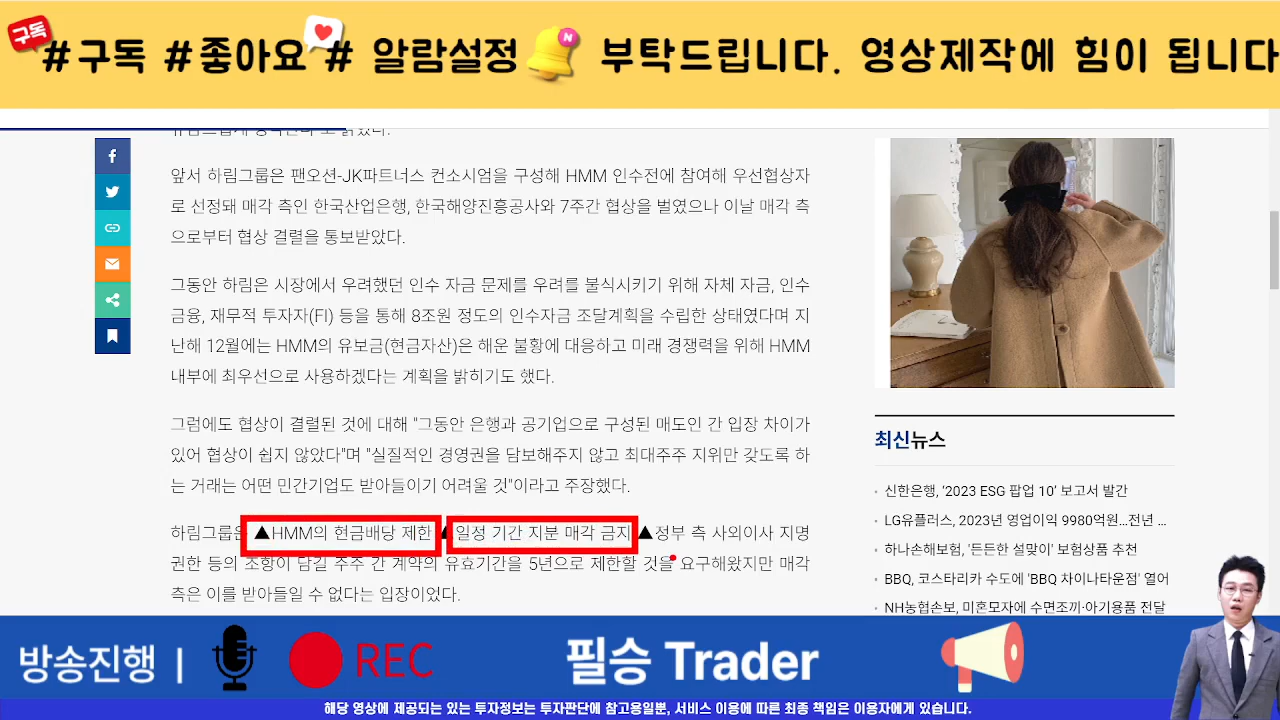 구독
#구독 #좋아요 # 알람설정 N 부탁드립니다. 영상제작에 힘이 됩니다
앞서 하림그룹은 팬오션-JK파트너스 컨소시엄을 구성해 HMM 인수전에 참여해 우선협상자
로 선정돼 매각 측인 한국산업은행, 한국해양진흥공사와 7주간 협상을 벌였으나 이날 매각 측
으로부터 협상 결렬을 통보받았다.
그동안 하림은 시장에서 우려했던 인수 자금 문제를 우려를 불식시키기 위해 자체 자금, 인수
금융, 재무적 투자자(FI) 등을 통해 8조원 정도의 인수자금 조달계획을 수립한 상태였다며 지
난해 12월에는 HMM의 유보금(현금자산)은 해운 불황에 대응하고 미래 경쟁력을 위해 HMM
내부에 최우선으로 사용하겠다는 계획을 밝히기도 했다.
그럼에도 협상이 결렬된 것에 대해 "그동안 은행과 공기업으로 구성된 매도인 간 입장 차이가
있어 협상이 쉽지 않았다"며 "실질적인 경영권을 담보해주지 않고 최대주주 지위만 갖도록 하
는 거래는 어떤 민간기업도 받아들이기 어려울 것"이라고 주장했다.
하림그룹은 ▲HMM의 현금배당 제한 ▲일정 기간 지분 매각 금지 ▲정부 측 사외이사 지명
권한 등의 조항이 담길 주주 간 계약의 유효기간을 5년으로 제한할 것을 요구해왔지만 매각
측은 이를 받아들일 수 없다는 입장이었다.
최신뉴스
신한은행, ‘2023 ESG 팝업 10’ 보고서 발간
LG유플러스, 2023년 영업이익 9980억원...전년 ...
하나손해보험, '든든한 설맞이' 보험상품 추천
BBQ, 코스타리카 수도에 'BBQ 차이나타운점' 열어
NH농협손보, 미혼모자에 수면조끼·아기용품 전달
방송진행 | REC 필승 Trader
해당 영상에 제공되는 있는 투자정보는 투자판단에 참고용일뿐, 서비스 이용에 따른 최종 책임은 이용자에게 있습니다.